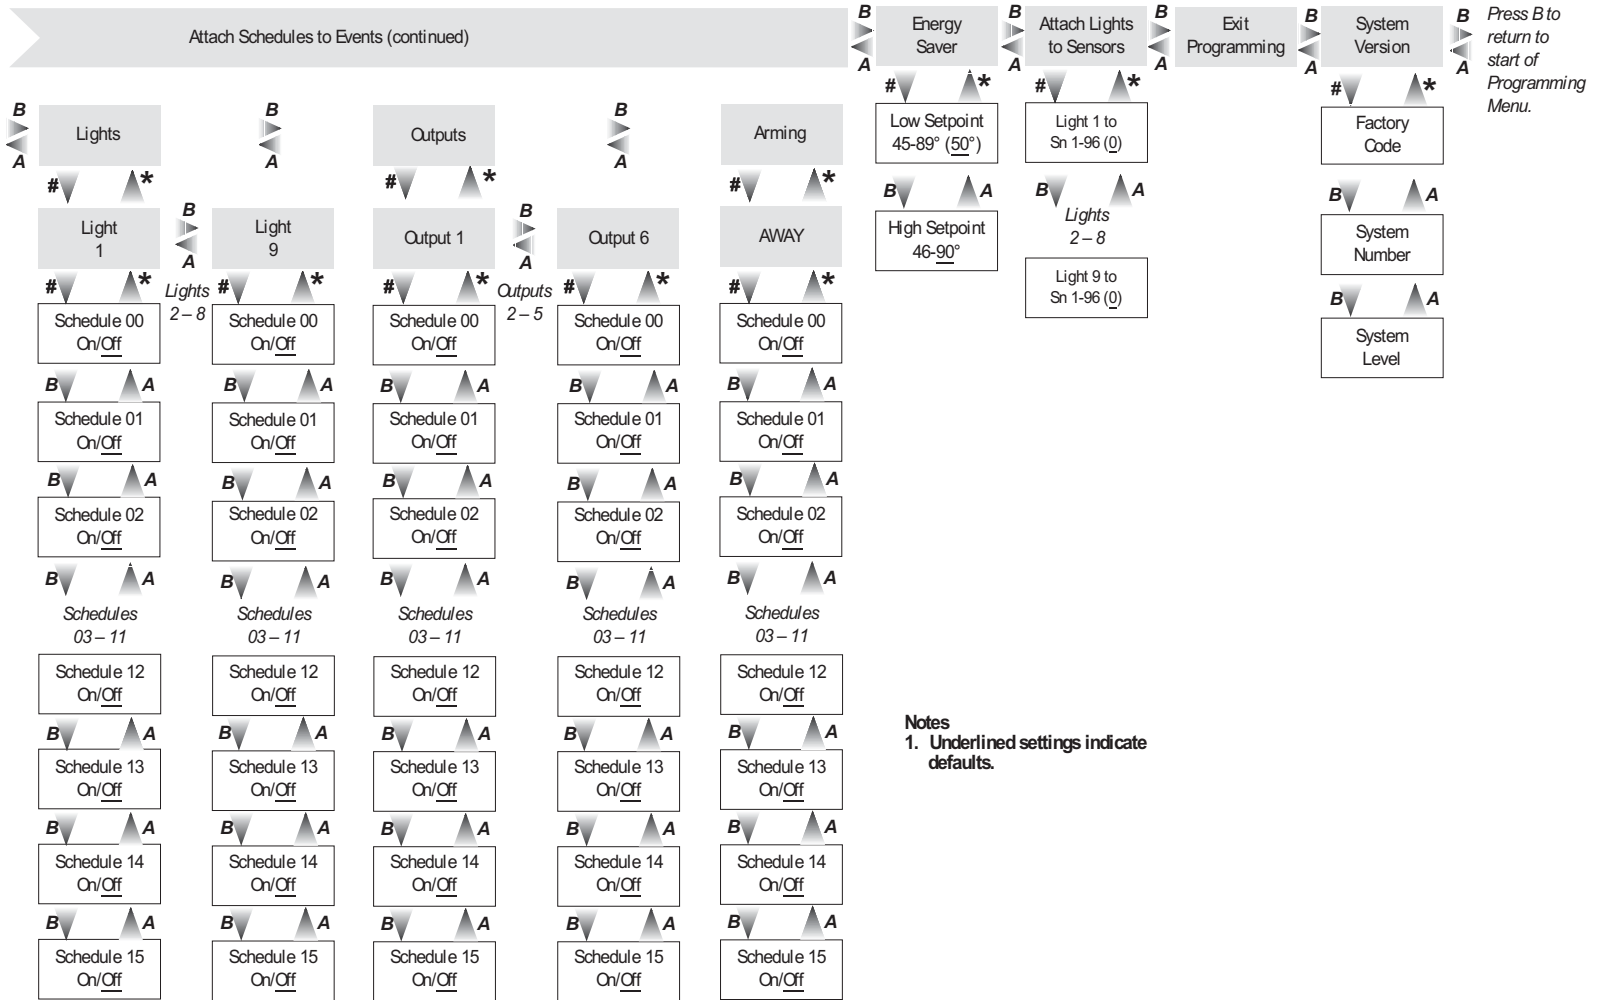 Attach Schedules to Events (continued)
B
A
Energy
Saver
B
A
Attach Lights
to Sensors
B
A
Exit
Programming
B
A
System
Version
B
A
Press B to
return to
start of
Programming
Menu.
# *
Low Setpoint
45-89° (50°)
B A
High Setpoint
46-90°
# *
Light 1 to
Sn 1-96 (0)
B A
Lights
2 – 8
Light 9 to
Sn 1-96 (0)
# *
Factory
Code
B A
System
Number
B A
System
Level
B
A
Lights
B
A
Outputs
B
A
Arming
# *
# *
# *
Light
1
B
A
Lights
2 – 8
Light
9
Output 1
B
A
Outputs
2 – 5
Output 6
AWAY
# *
Schedule 00
On/Off
B A
Schedule 01
On/Off
B A
Schedule 02
On/Off
B A
Schedules
03 – 11
Schedule 12
On/Off
B A
Schedule 13
On/Off
B A
Schedule 14
On/Off
B A
Schedule 15
On/Off
# *
Schedule 00
On/Off
B A
Schedule 01
On/Off
B A
Schedule 02
On/Off
B A
Schedules
03 – 11
Schedule 12
On/Off
B A
Schedule 13
On/Off
B A
Schedule 14
On/Off
B A
Schedule 15
On/Off
# *
Schedule 00
On/Off
B A
Schedule 01
On/Off
B A
Schedule 02
On/Off
B A
Schedules
03 – 11
Schedule 12
On/Off
B A
Schedule 13
On/Off
B A
Schedule 14
On/Off
B A
Schedule 15
On/Off
# *
Schedule 00
On/Off
B A
Schedule 01
On/Off
B A
Schedule 02
On/Off
B A
Schedules
03 – 11
Schedule 12
On/Off
B A
Schedule 13
On/Off
B A
Schedule 14
On/Off
B A
Schedule 15
On/Off
# *
Schedule 00
On/Off
B A
Schedule 01
On/Off
B A
Schedule 02
On/Off
B A
Schedules
03 – 11
Schedule 12
On/Off
B A
Schedule 13
On/Off
B A
Schedule 14
On/Off
B A
Schedule 15
On/Off
Notes
1. Underlined settings indicate
defaults.